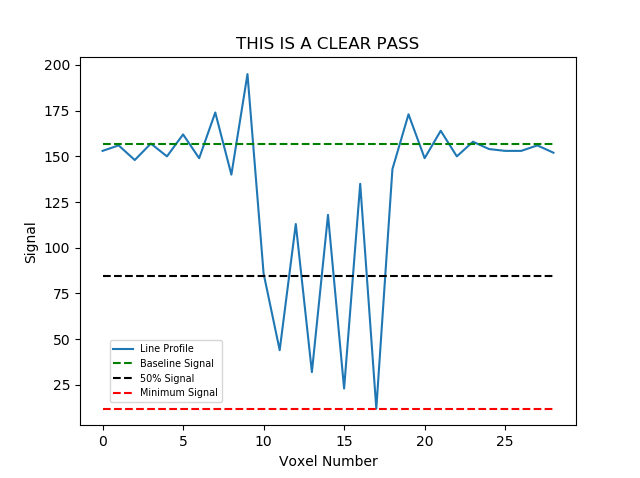 THIS IS A CLEAR PASS
200
175
150
125
100
75
50
25
Signal
Line Profile
Baseline Signal
50% Signal
Minimum Signal
0 5 10 15 20 25
Voxel Number